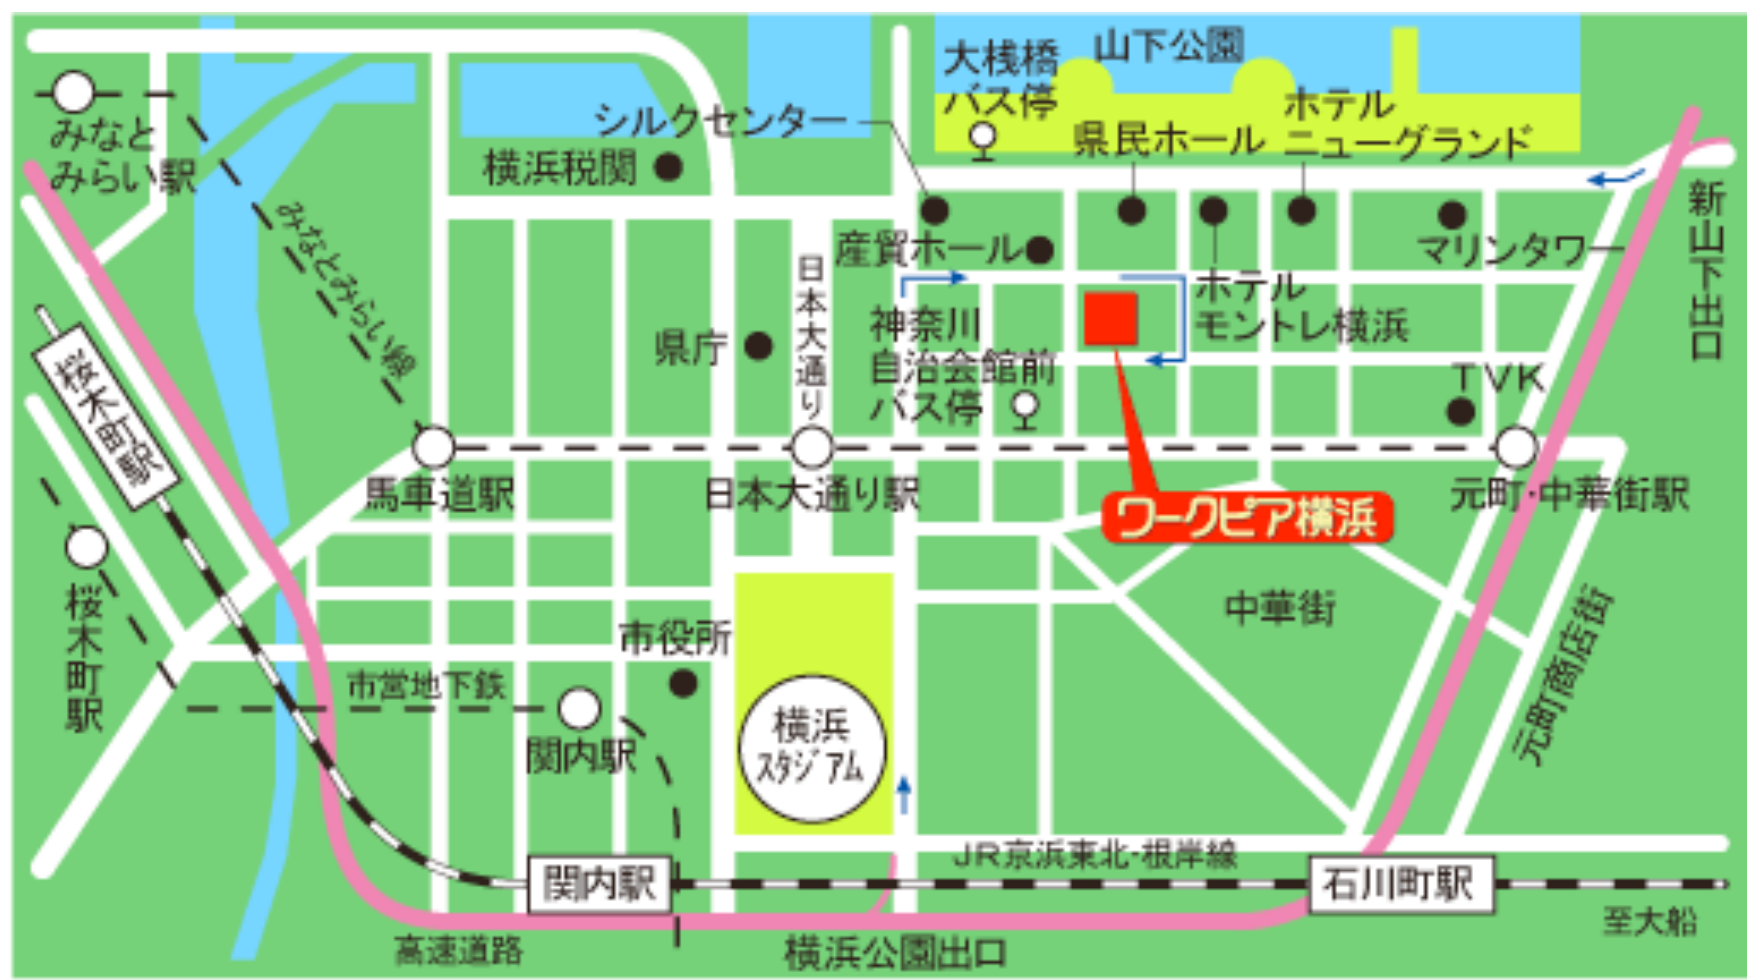 大桟橋
バス停
山下公園
ホテル
ニューグランド
シルクセンター
県民ホール
みなと
みらい駅
横浜税関
新山下出口
みなとみらい線
産貿ホール
マリンタワー
日本大通り
ホテル
モントレ横浜
神奈川
自治会館前
バス停
県庁
桜木町駅
TVK
馬車道駅
日本大通り駅
元町・中華街駅
ワークピア横浜
桜木町駅
中華街
元町商店街
市役所
市営地下鉄
関内駅
横浜
スタジアム
JR京浜東北・根岸線
関内駅
石川町駅
至大船
高速道路
横浜公園出口